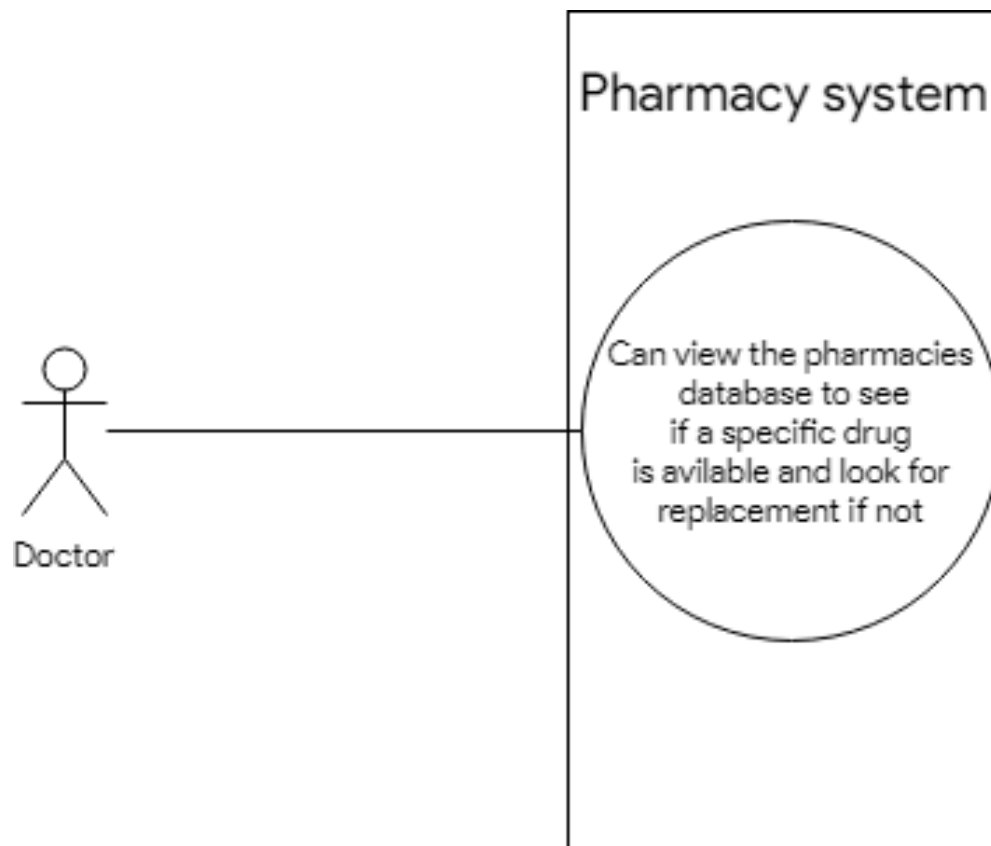 Pharmacy system
Can view the pharmacies
database to see
if a specific drug
is avilable and look for
replacement if not
Doctor